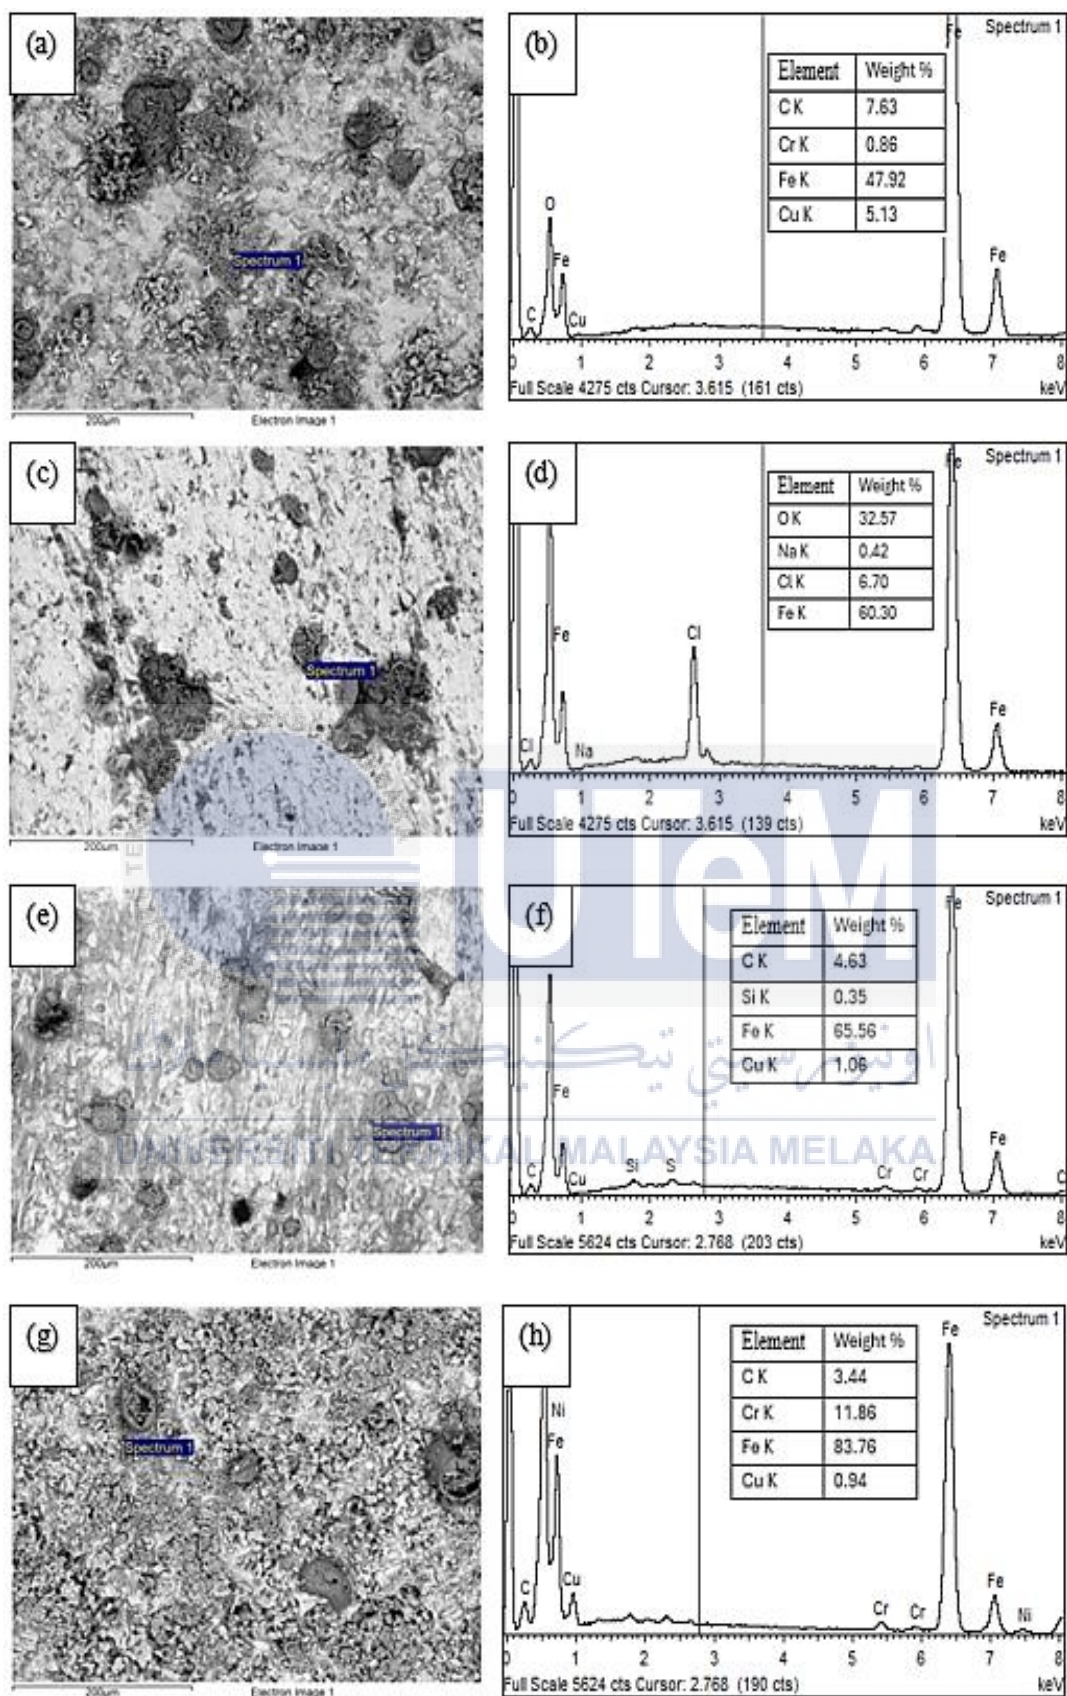 (a)
Spectrum 1
200µm
Electron Image 1
(b)
Spectrum 1
Fe
Element Weight %
C K 7.63
Cr K 0.86
Fe K 47.92
Cu K 5.13
O
Fe
Fe
C
Cu
0 1 2 3 4 5 6 7 8
Full Scale 4275 cts Cursor: 3.615 (161 cts)
keV
(c)
Spectrum 1
200µm
Electron Image 1
(d)
Spectrum 1
Fe
Element Weight %
O K 32.57
Na K 0.42
Cl K 6.70
Fe K 60.30
Fe
Cl
Fe
Cl
Na
0 1 2 3 4 5 6 7 8
Full Scale 4275 cts Cursor: 3.615 (139 cts)
keV
UTeM
(e)
Spectrum 1
200µm
Electron Image 1
(f)
Spectrum 1
Fe
Element Weight %
C K 4.63
Si K 0.35
Fe K 65.56
Cu K 1.06
Fe
Fe
C
Cu
Si
S
Cr
Cr
C
0 1 2 3 4 5 6 7 8
Full Scale 5624 cts Cursor: 2.768 (203 cts)
keV
UNIVERSITI TEKNIKAL MALAYSIA MELAKA
(g)
Spectrum 1
200µm
Electron Image 1
(h)
Spectrum 1
Fe
Element Weight %
C K 3.44
Cr K 11.86
Fe K 83.76
Cu K 0.94
Ni
Fe
C
Cu
Cr
Cr
Fe
Ni
0 1 2 3 4 5 6 7 8
Full Scale 5624 cts Cursor: 2.768 (190 cts)
keV